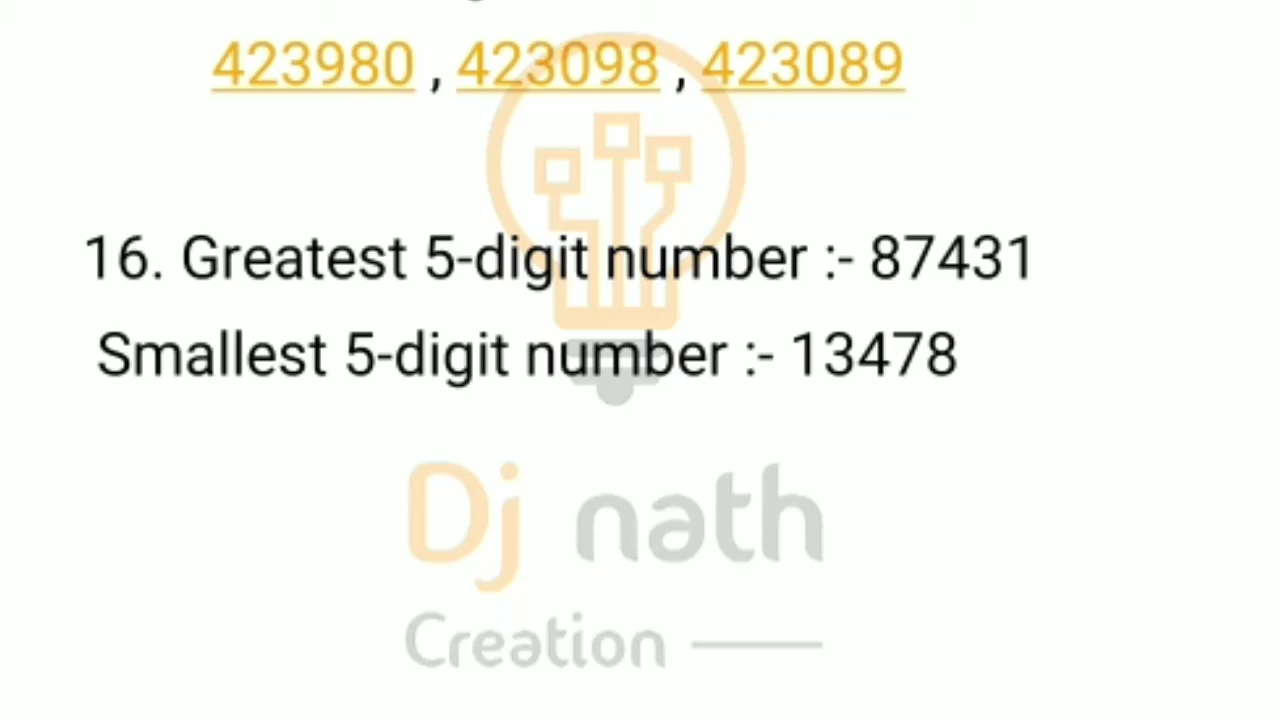 423980 , 423098 , 423089
16. Greatest 5-digit number :- 87431
Smallest 5-digit number :- 13478
Dj nath
Creation